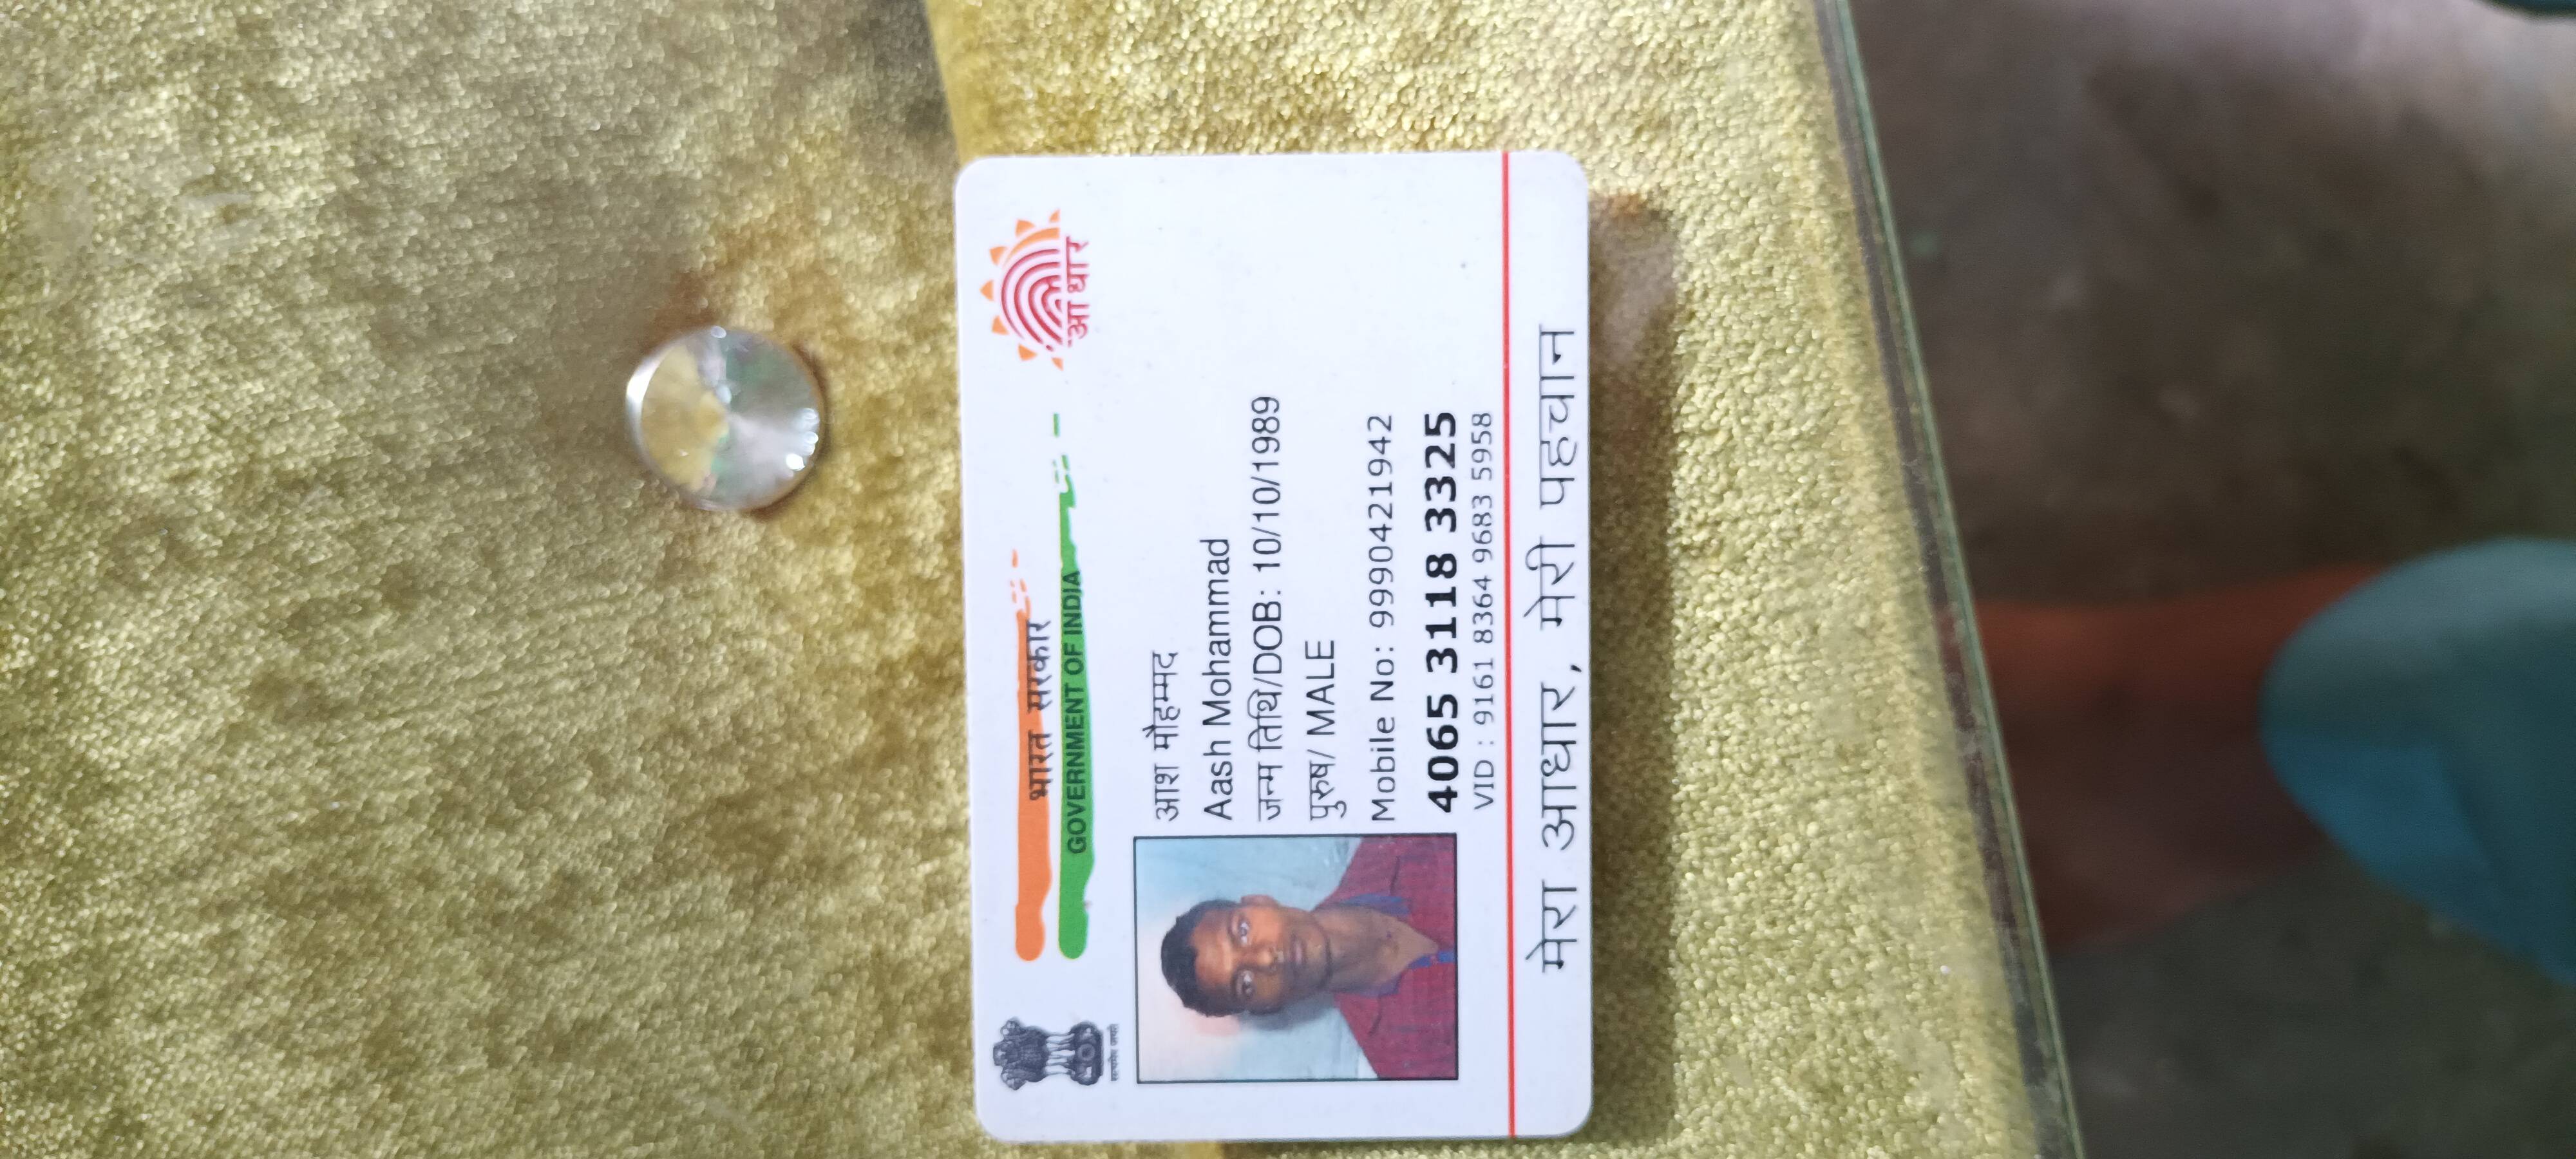 भारत सरकार
GOVERNMENT OF INDIA
आधार
आश मौहम्मद
Aash Mohammad
जन्म तिथि/DOB: 10/10/1989
पुरुष/ MALE
Mobile No: 9990421942
4065 3118 3325
VID : 9161 8364 9683 5958
मेरा आधार, मेरी पहचान